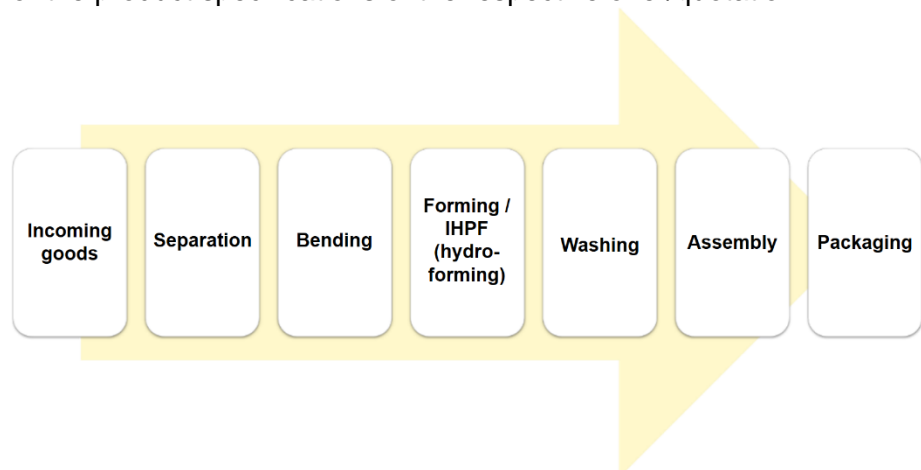 Incoming
goods
Separation
Bending
Forming /
IHPF
(hydro-
forming)
Washing
Assembly
Packaging